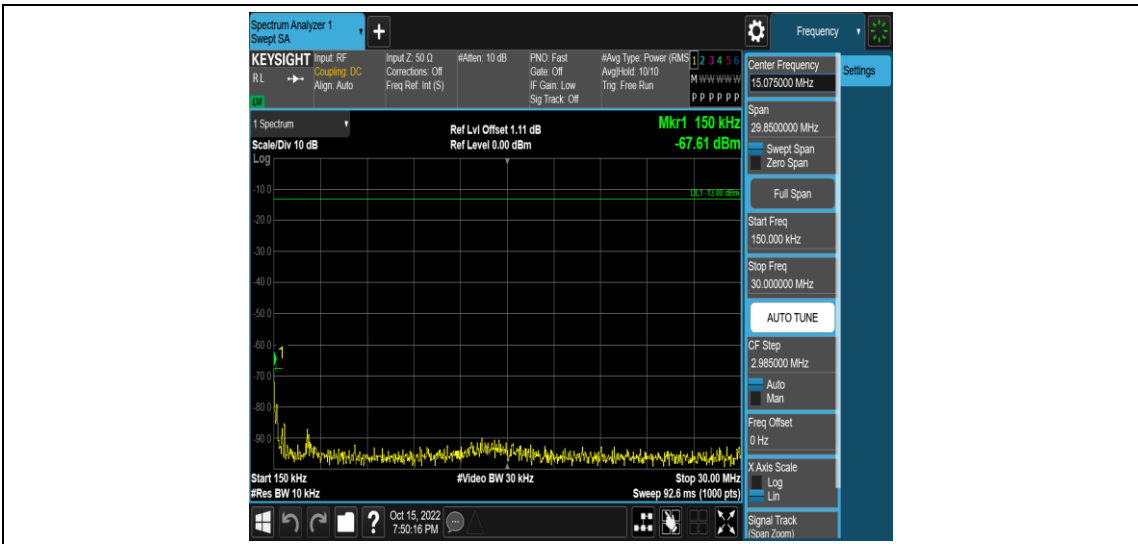 Spectrum Analyzer 1
Swept SA
Frequency
KEYSIGHT
RL
LXI
Input: RF
Coupling: DC
Align: Auto
Input Z: 50 Ω
Corrections: Off
Freq Ref: Int (S)
#Atten: 10 dB
PNO: Fast
Gate: Off
IF Gain: Low
Sig Track: Off
#Avg Type: Power (RMS
Avg|Hold: 10/10
Trig: Free Run
1 2 3 4 5 6
M W W W W W
P P P P P P
Center Frequency
15.075000 MHz
Settings
Span
29.8500000 MHz
Swept Span
Zero Span
Full Span
Start Freq
150.000 kHz
Stop Freq
30.000000 MHz
AUTO TUNE
CF Step
2.985000 MHz
Auto
Man
Freq Offset
0 Hz
X Axis Scale
Log
Lin
Signal Track
(Span Zoom)
1 Spectrum
Scale/Div 10 dB
Log
Ref Lvl Offset 1.11 dB
Ref Level 0.00 dBm
Mkr1 150 kHz
-67.61 dBm
DL1 -13.00 dBm
-10.0
-20.0
-30.0
-40.0
-50.0
-60.0
1
-70.0
-80.0
-90.0
Start 150 kHz
#Video BW 30 kHz
Stop 30.00 MHz
#Res BW 10 kHz
Sweep 92.6 ms (1000 pts)
?
Oct 15, 2022
7:50:16 PM